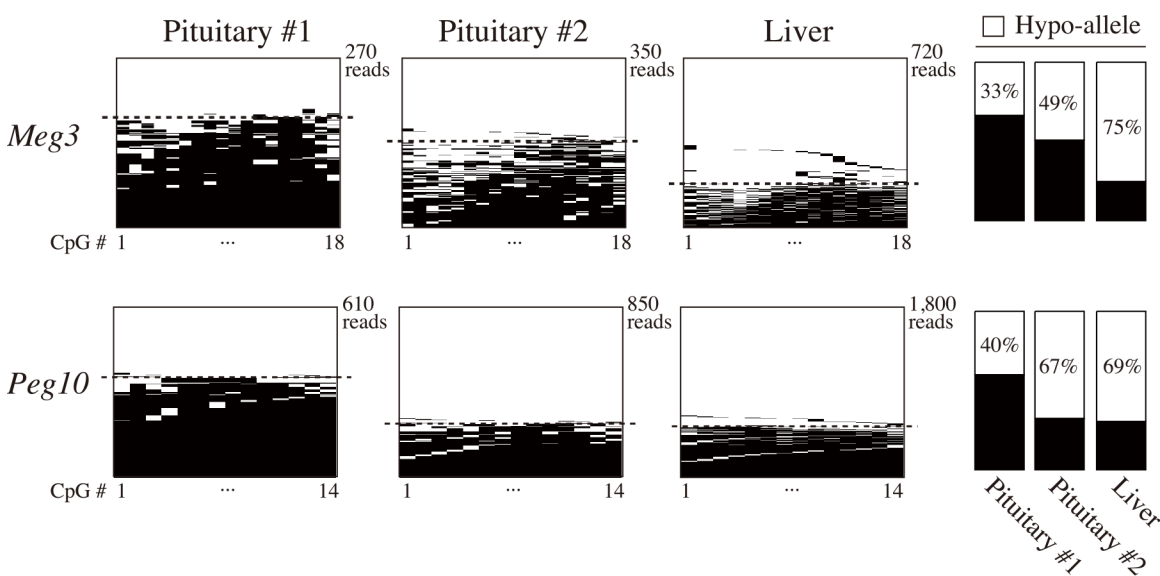 Pituitary #1
Pituitary #2
Liver
Hypo-allele
270
reads
350
reads
720
reads
Meg3
33%
49%
75%
CpG # 1 ... 18
1 ... 18
1 ... 18
610
reads
850
reads
1,800
reads
Peg10
40%
67%
69%
CpG # 1 ... 14
1 ... 14
1 ... 14
Pituitary #1
Pituitary #2
Liver